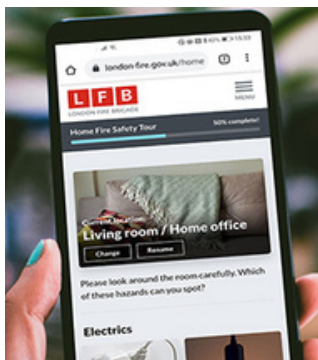 15:33
london-fire.gov.uk/home
LFB
LONDON FIRE BRIGADE
MENU
Home Fire Safety Tour
50% complete!
Current location:
Living room / Home office
Change
Rename
Please look around the room carefully. Which
of these hazards can you spot?
Electrics